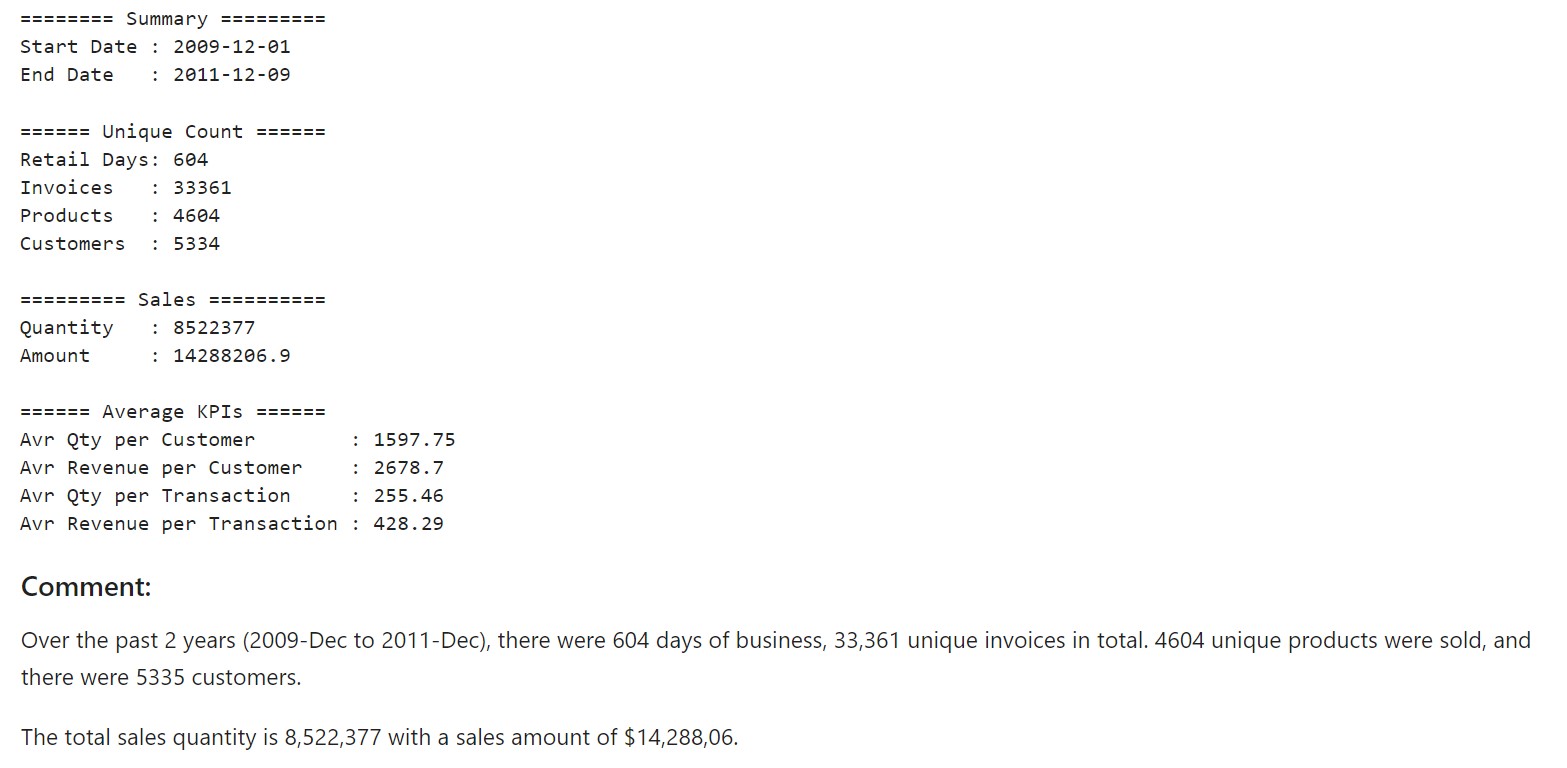 ======== Summary =========
Start Date : 2009-12-01
End Date   : 2011-12-09
====== Unique Count ======
Retail Days: 604
Invoices   : 33361
Products   : 4604
Customers  : 5334
========= Sales ==========
Quantity   : 8522377
Amount     : 14288206.9
====== Average KPIs ======
Avr Qty per Customer        : 1597.75
Avr Revenue per Customer    : 2678.7
Avr Qty per Transaction     : 255.46
Avr Revenue per Transaction : 428.29
Comment:
Over the past 2 years (2009-Dec to 2011-Dec), there were 604 days of business, 33,361 unique invoices in total. 4604 unique products were sold, and
there were 5335 customers.
The total sales quantity is 8,522,377 with a sales amount of $14,288,06.